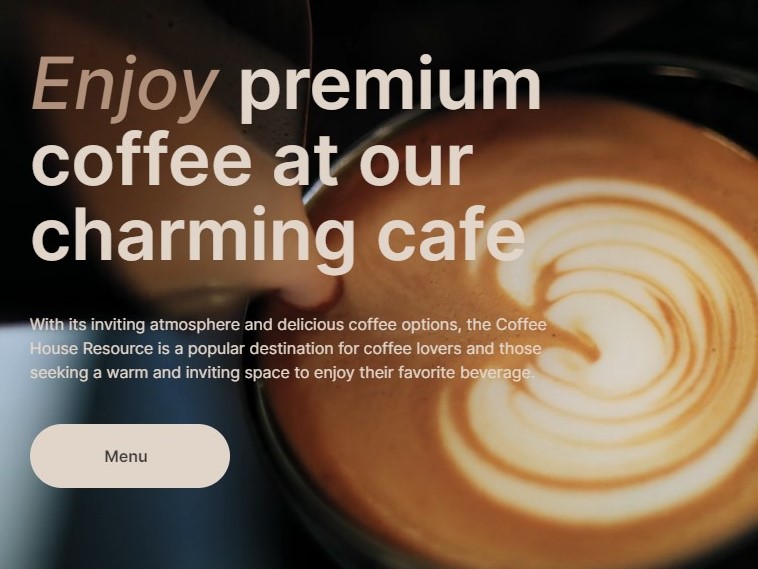 Enjoy premium
coffee at our
charming cafe
With its inviting atmosphere and delicious coffee options, the Coffee
House Resource is a popular destination for coffee lovers and those
seeking a warm and inviting space to enjoy their favorite beverage.
Menu